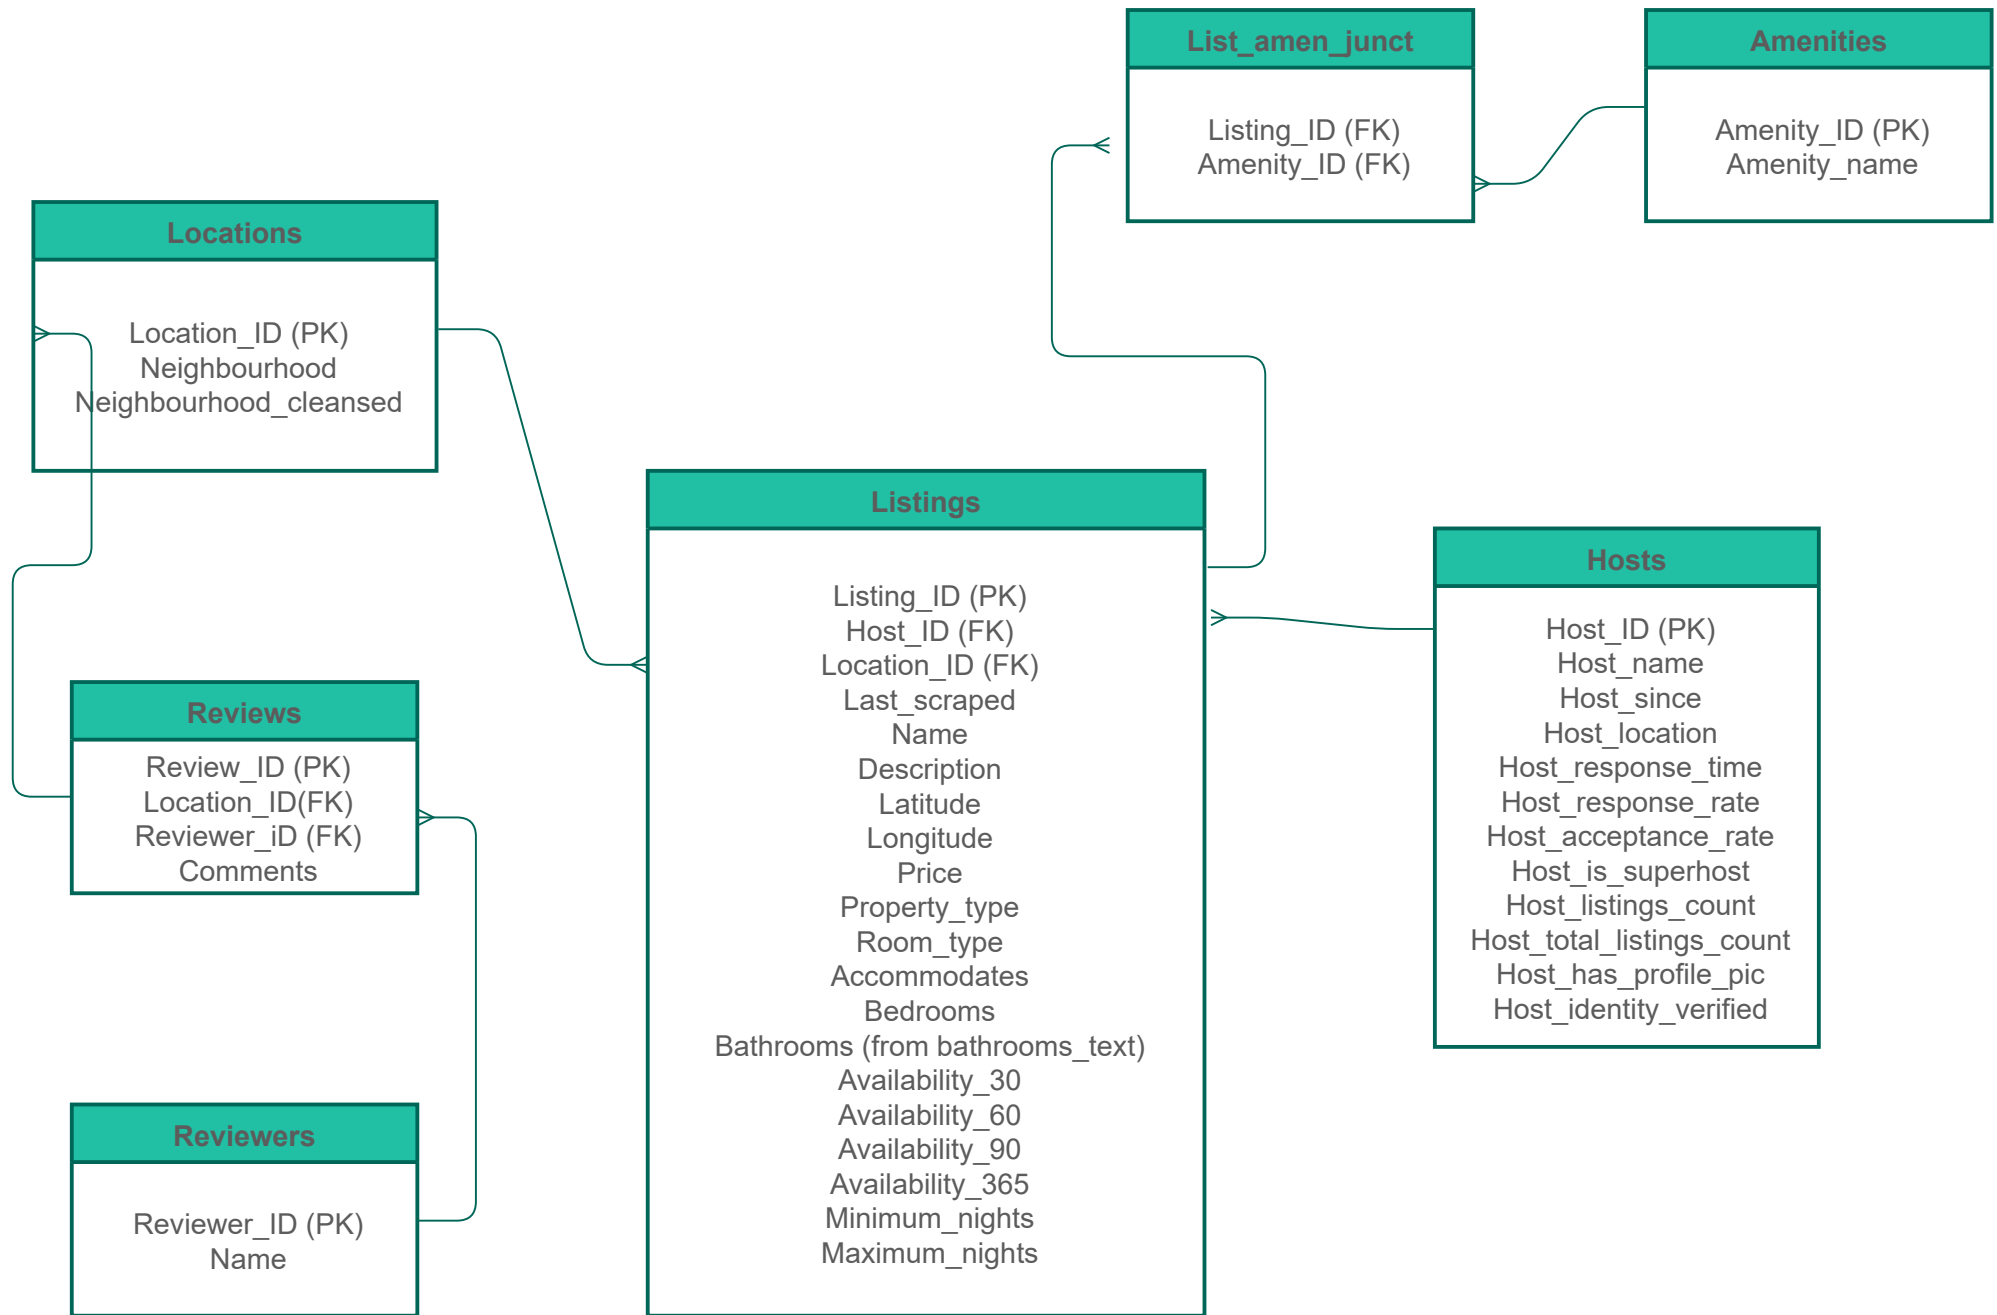 List_amen_junct
Listing_ID (FK)
Amenity_ID (FK)
Amenities
Amenity_ID (PK)
Amenity_name
Locations
Location_ID (PK)
Neighbourhood
Neighbourhood_cleansed
Listings
Listing_ID (PK)
Host_ID (FK)
Location_ID (FK)
Last_scraped
Name
Description
Latitude
Longitude
Price
Property_type
Room_type
Accommodates
Bedrooms
Bathrooms (from bathrooms_text)
Availability_30
Availability_60
Availability_90
Availability_365
Minimum_nights
Maximum_nights
Hosts
Host_ID (PK)
Host_name
Host_since
Host_location
Host_response_time
Host_response_rate
Host_acceptance_rate
Host_is_superhost
Host_listings_count
Host_total_listings_count
Host_has_profile_pic
Host_identity_verified
Reviews
Review_ID (PK)
Location_ID(FK)
Reviewer_iD (FK)
Comments
Reviewers
Reviewer_ID (PK)
Name